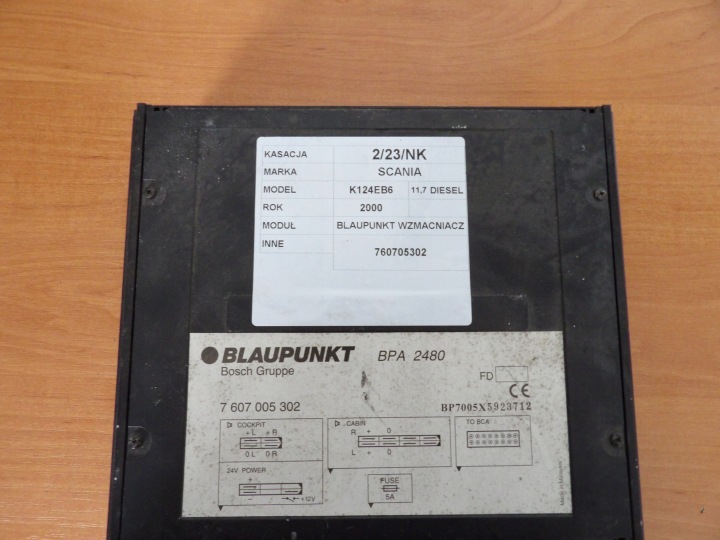 KASACJA 2/23/NK
MARKA SCANIA
MODEL K124EB6 11,7 DIESEL
ROK 2000
MODUŁ BLAUPUNKT WZMACNIACZ
INNE 760705302
BLAUPUNKT BPA 2480
Bosch Gruppe
FD
CE
7 607 005 302 BP7005X5923712
COCKPIT
+L +R
0L 0R
CABIN
R + 0
L + 0
TO BCA
24V POWER
+
- +12V
FUSE
5A